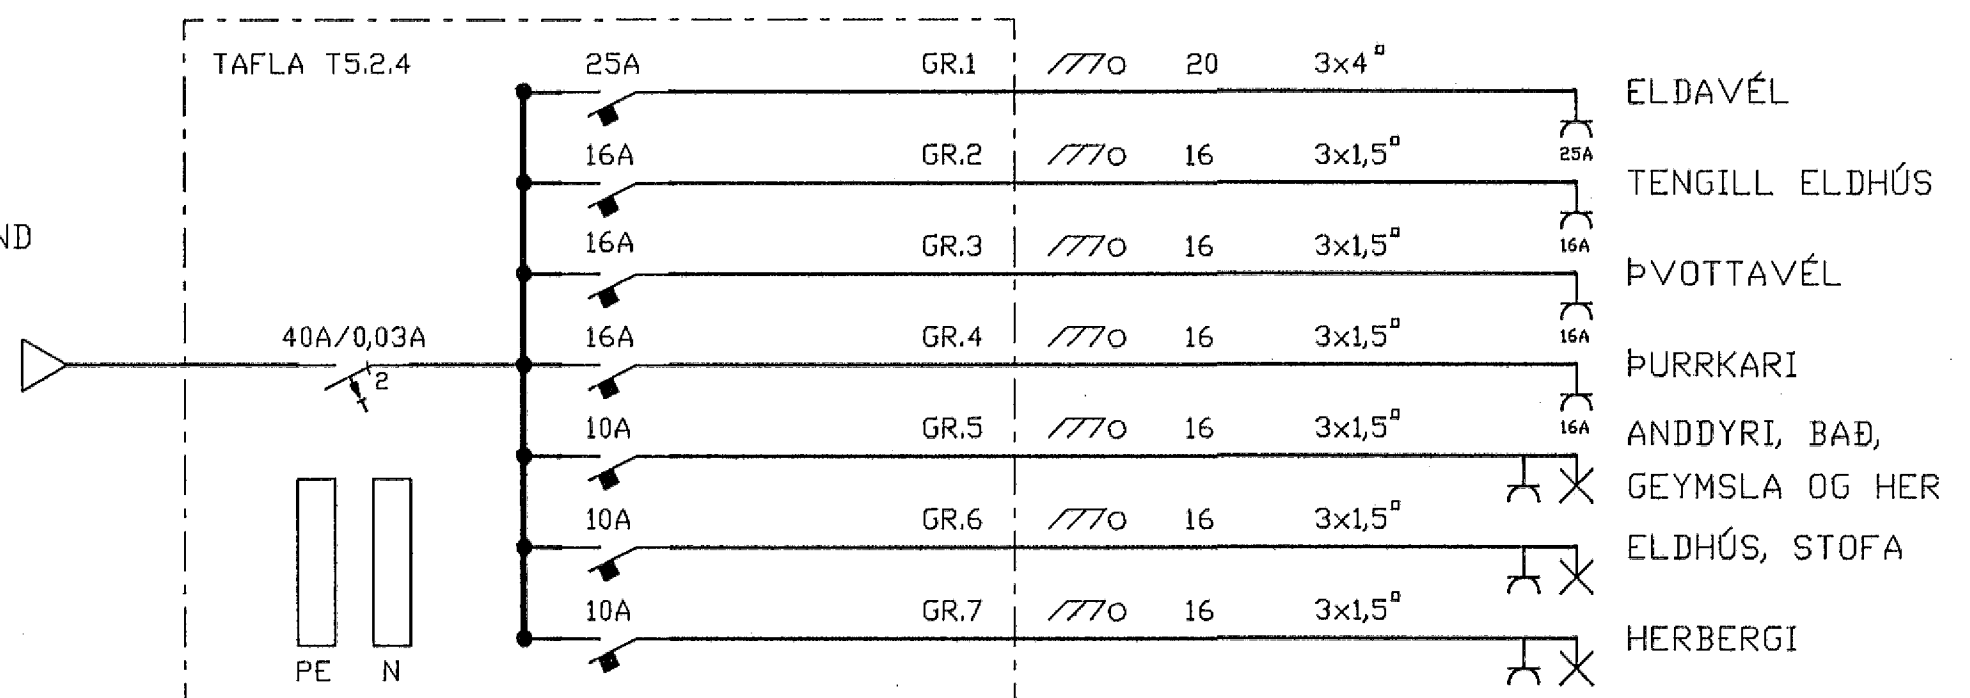 TAFLA T5.2.4
25A GR.1 20 3x4▫ ELDAVÉL
25A
16A GR.2 16 3x1,5▫ TENGILL ELDHÚS
16A
ND
16A GR.3 16 3x1,5▫ ÞVOTTAVÉL
16A
40A/0,03A
2
16A GR.4 16 3x1,5▫ ÞURRKARI
16A
10A GR.5 16 3x1,5▫ ANDDYRI, BAÐ,
GEYMSLA OG HER
10A GR.6 16 3x1,5▫ ELDHÚS, STOFA
10A GR.7 16 3x1,5▫ HERBERGI
PE N